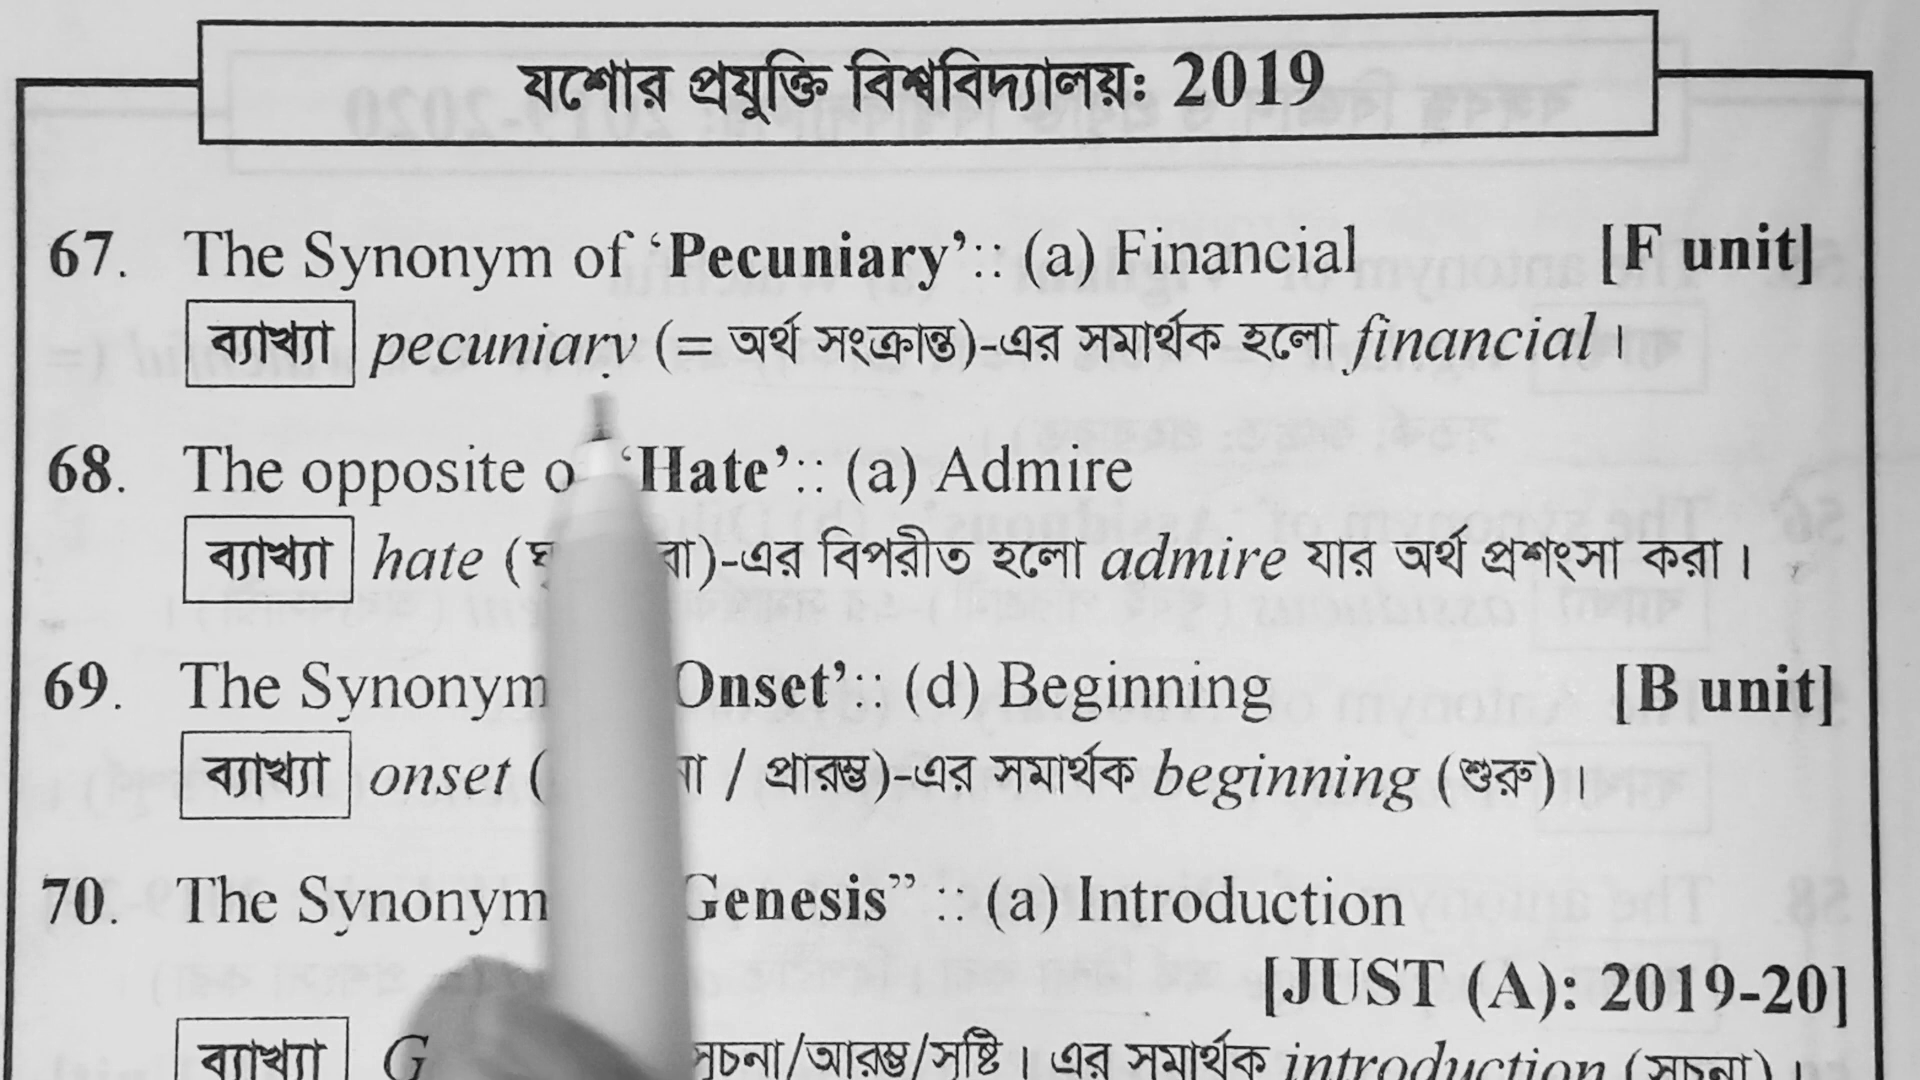 যশোর প্রযুক্তি বিশ্ববিদ্যালয়: 2019
67. The Synonym of ‘Pecuniary’:: (a) Financial [F unit]
ব্যাখ্যা pecuniary (= অর্থ সংক্রান্ত)-এর সমার্থক হলো financial।
68. The opposite ‘Hate’:: (a) Admire
ব্যাখ্যা hate ( )-এর বিপরীত হলো admire যার অর্থ প্রশংসা করা।
69. The Synonym Onset’:: (d) Beginning [B unit]
ব্যাখ্যা onset ( / প্রারম্ভ)-এর সমার্থক beginning (শুরু)।
70. The Synonym Genesis” :: (a) Introduction
[JUST (A): 2019-20]
ব্যাখ্যা G সূচনা/আরম্ভ/সৃষ্টি। এর সমার্থক introduction (সূচনা)।